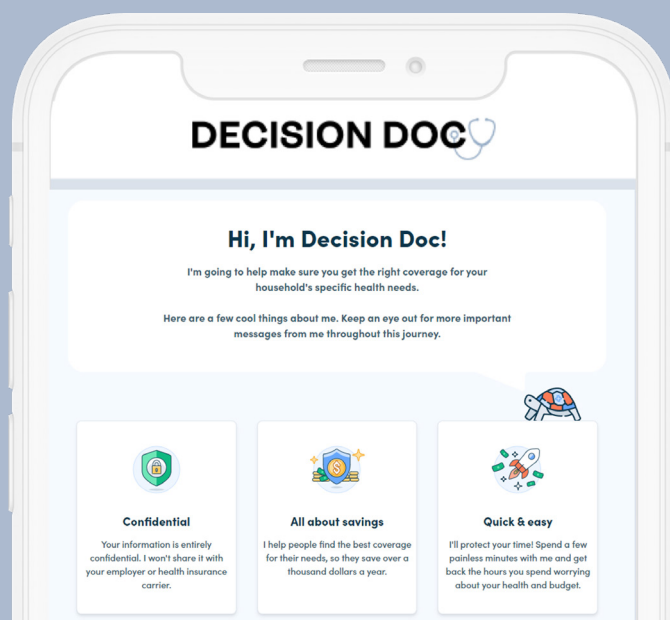 DECISION DOC
Hi, I'm Decision Doc!
I'm going to help make sure you get the right coverage for your
household's specific health needs.
Here are a few cool things about me. Keep an eye out for more important
messages from me throughout this journey.
Confidential
Your information is entirely
confidential. I won't share it with
your employer or health insurance
carrier.
All about savings
I help people find the best coverage
for their needs, so they save over a
thousand dollars a year.
Quick & easy
I'll protect your time! Spend a few
painless minutes with me and get
back the hours you spend worrying
about your health and budget.